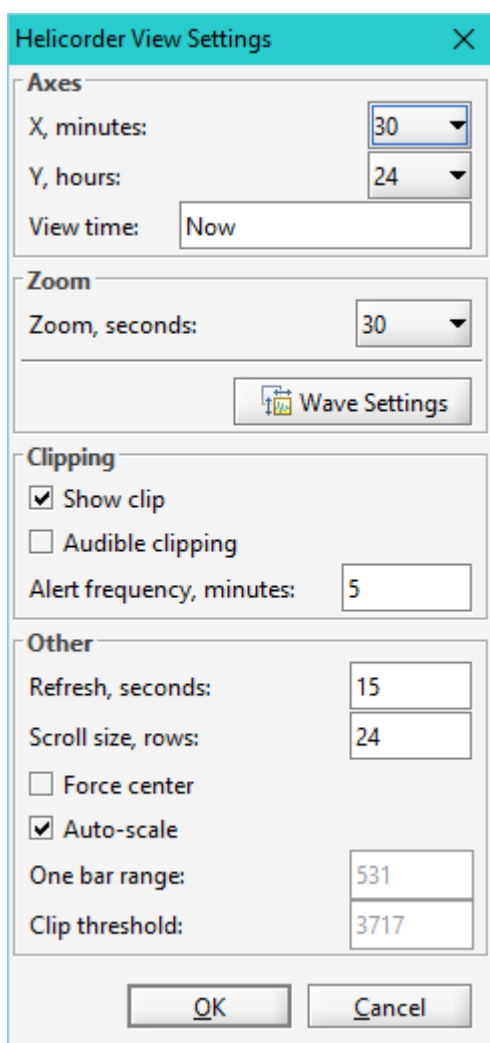 Helicorder View Settings
Axes
X, minutes: 30
Y, hours: 24
View time: Now
Zoom
Zoom, seconds: 30
Wave Settings
Clipping
Show clip
Audible clipping
Alert frequency, minutes: 5
Other
Refresh, seconds: 15
Scroll size, rows: 24
Force center
Auto-scale
One bar range: 531
Clip threshold: 3717
OK Cancel